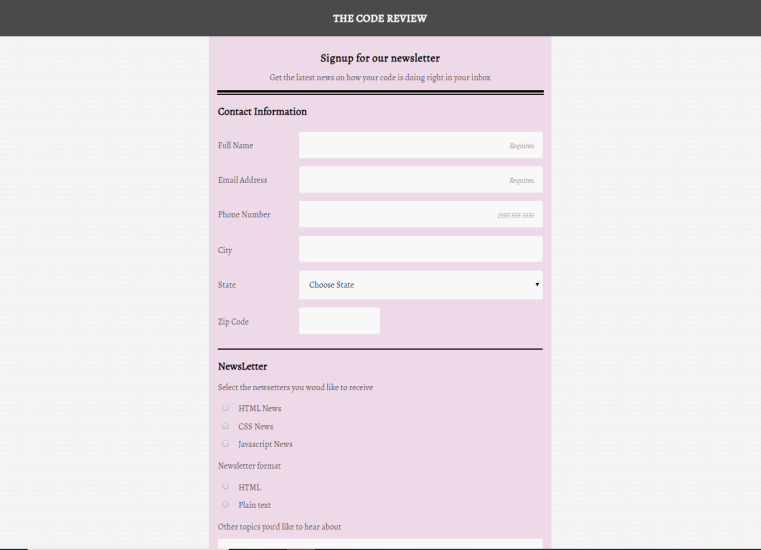 THE CODE REVIEW
Signup for our newsletter
Get the latest news on how your code is doing right in your inbox
Contact Information
Full Name
Required
Email Address
Required
Phone Number
(555) 555-5555
City
State
Choose State
Zip Code
NewsLetter
Select the newsetters you woud like to receive
HTML News
CSS News
Javascript News
Newsletter format
HTML
Plain text
Other topics you'd like to hear about